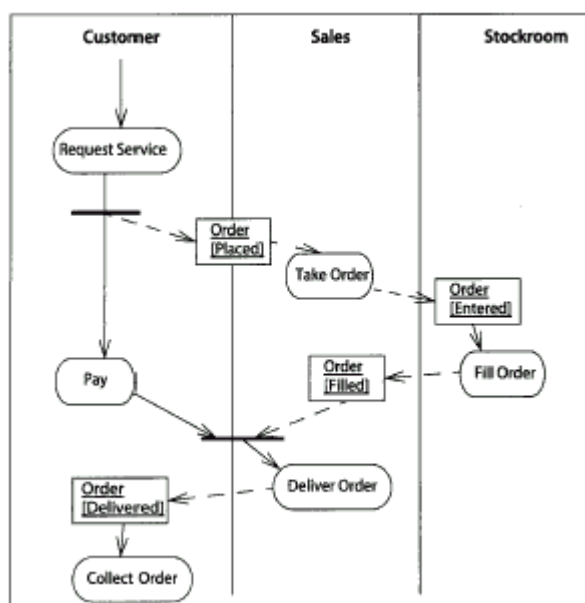 Customer
Sales
Stockroom
Request Service
Order
[Placed]
Take Order
Order
[Entered]
Order
[Filled]
Pay
Fill Order
Order
[Delivered]
Deliver Order
Collect Order